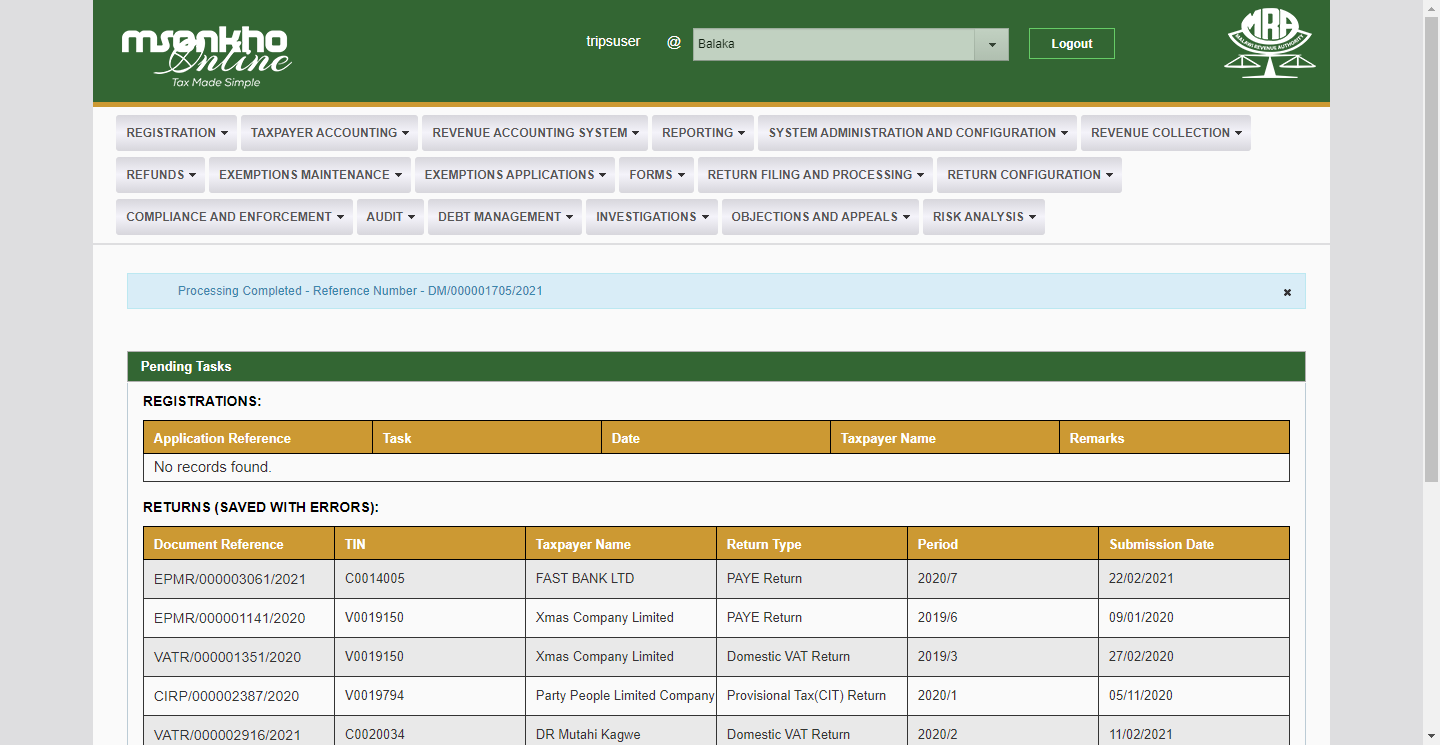 msonkho
Online
Tax Made Simple
tripsuser @ Balaka Logout
MRA
MALAWI REVENUE AUTHORITY
REGISTRATION TAXPAYER ACCOUNTING REVENUE ACCOUNTING SYSTEM REPORTING SYSTEM ADMINISTRATION AND CONFIGURATION REVENUE COLLECTION
REFUNDS EXEMPTIONS MAINTENANCE EXEMPTIONS APPLICATIONS FORMS RETURN FILING AND PROCESSING RETURN CONFIGURATION
COMPLIANCE AND ENFORCEMENT AUDIT DEBT MANAGEMENT INVESTIGATIONS OBJECTIONS AND APPEALS RISK ANALYSIS
Processing Completed - Reference Number - DM/000001705/2021
Pending Tasks
REGISTRATIONS:
Application Reference Task Date Taxpayer Name Remarks
No records found.
RETURNS (SAVED WITH ERRORS):
Document Reference TIN Taxpayer Name Return Type Period Submission Date
EPMR/000003061/2021 C0014005 FAST BANK LTD PAYE Return 2020/7 22/02/2021
EPMR/000001141/2020 V0019150 Xmas Company Limited PAYE Return 2019/6 09/01/2020
VATR/000001351/2020 V0019150 Xmas Company Limited Domestic VAT Return 2019/3 27/02/2020
CIRP/000002387/2020 V0019794 Party People Limited Company Provisional Tax(CIT) Return 2020/1 05/11/2020
VATR/000002916/2021 C0020034 DR Mutahi Kagwe Domestic VAT Return 2020/2 11/02/2021